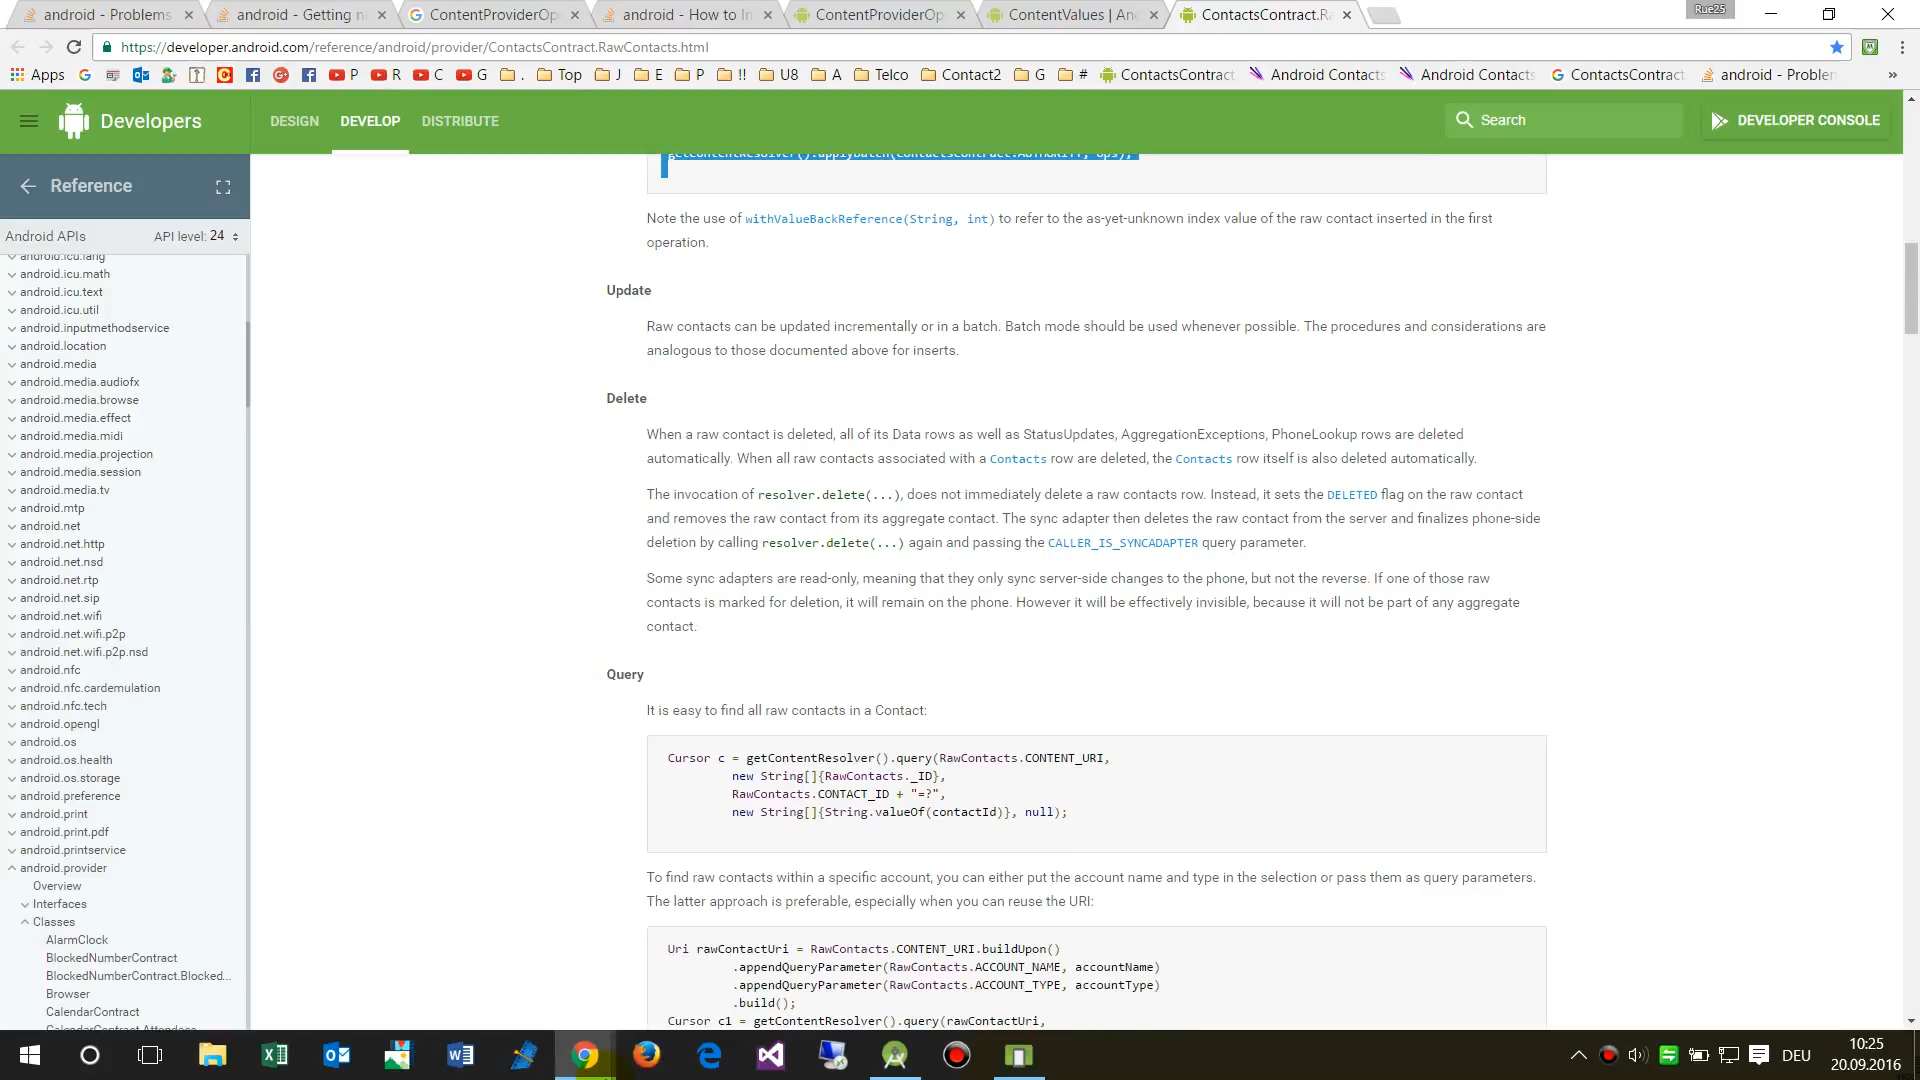 android - Problems
android - Getting n
ContentProviderOp
android - How to In
ContentProviderOp
ContentValues | An
ContactsContract.Ra
Rue25
https://developer.android.com/reference/android/provider/ContactsContract.RawContacts.html
Apps P R C G . Top J E P !! U8 A Telco Contact2 G # ContactsContract Android Contacts Android Contacts ContactsContract android - Problem »
Developers DESIGN DEVELOP DISTRIBUTE Search DEVELOPER CONSOLE
Reference
Android APIs API level: 24
android.icu.lang
android.icu.math
android.icu.text
android.icu.util
android.inputmethodservice
android.location
android.media
android.media.audiofx
android.media.browse
android.media.effect
android.media.midi
android.media.projection
android.media.session
android.media.tv
android.mtp
android.net
android.net.http
android.net.nsd
android.net.rtp
android.net.sip
android.net.wifi
android.net.wifi.p2p
android.net.wifi.p2p.nsd
android.nfc
android.nfc.cardemulation
android.nfc.tech
android.opengl
android.os
android.os.health
android.os.storage
android.preference
android.print
android.print.pdf
android.printservice
android.provider
Overview
Interfaces
Classes
AlarmClock
BlockedNumberContract
BlockedNumberContract.Blocked...
Browser
CalendarContract
CalendarContract.Attendees
getContentResolver().applyBatch(ContactsContract.AUTHORITY, ops);
Note the use of withValueBackReference(String, int) to refer to the as-yet-unknown index value of the raw contact inserted in the first
operation.
Update
Raw contacts can be updated incrementally or in a batch. Batch mode should be used whenever possible. The procedures and considerations are
analogous to those documented above for inserts.
Delete
When a raw contact is deleted, all of its Data rows as well as StatusUpdates, AggregationExceptions, PhoneLookup rows are deleted
automatically. When all raw contacts associated with a Contacts row are deleted, the Contacts row itself is also deleted automatically.
The invocation of resolver.delete(...), does not immediately delete a raw contacts row. Instead, it sets the DELETED flag on the raw contact
and removes the raw contact from its aggregate contact. The sync adapter then deletes the raw contact from the server and finalizes phone-side
deletion by calling resolver.delete(...) again and passing the CALLER_IS_SYNCADAPTER query parameter.
Some sync adapters are read-only, meaning that they only sync server-side changes to the phone, but not the reverse. If one of those raw
contacts is marked for deletion, it will remain on the phone. However it will be effectively invisible, because it will not be part of any aggregate
contact.
Query
It is easy to find all raw contacts in a Contact:
Cursor c = getContentResolver().query(RawContacts.CONTENT_URI,
new String[]{RawContacts._ID},
RawContacts.CONTACT_ID + "=?",
new String[]{String.valueOf(contactId)}, null);
To find raw contacts within a specific account, you can either put the account name and type in the selection or pass them as query parameters.
The latter approach is preferable, especially when you can reuse the URI:
Uri rawContactUri = RawContacts.CONTENT_URI.buildUpon()
.appendQueryParameter(RawContacts.ACCOUNT_NAME, accountName)
.appendQueryParameter(RawContacts.ACCOUNT_TYPE, accountType)
.build();
Cursor c1 = getContentResolver().query(rawContactUri,
DEU
10:25
20.09.2016